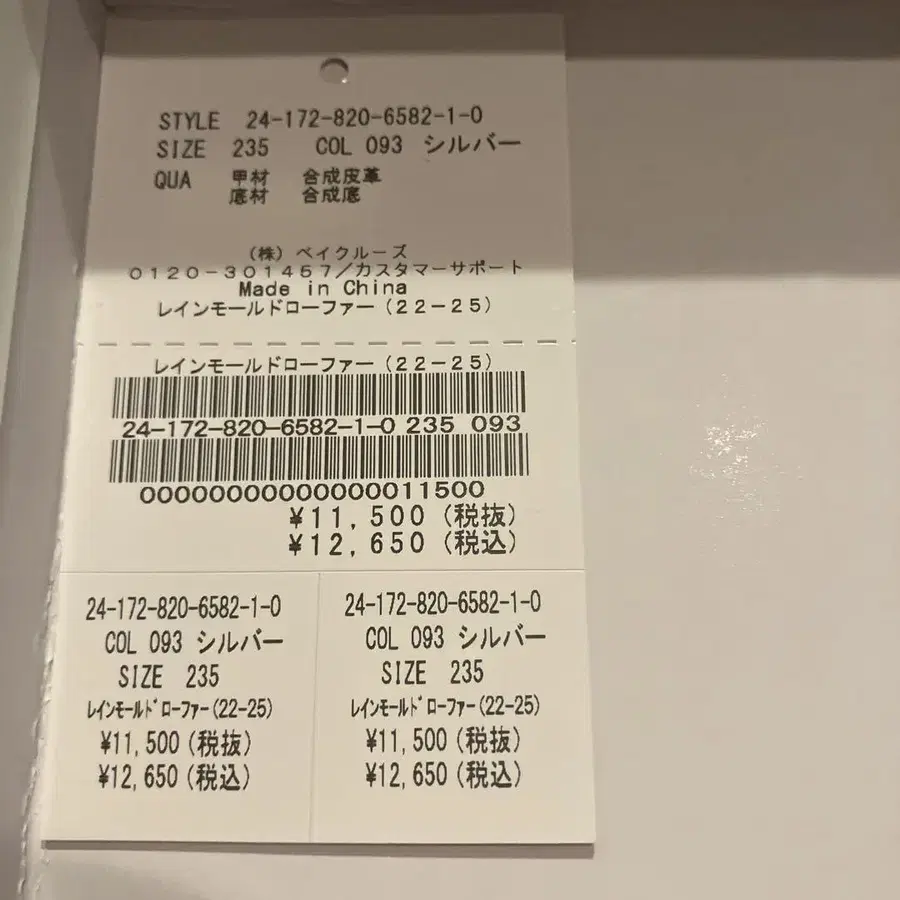 STYLE 24-172-820-6582-1-0
SIZE 235 COL 093 シルバー
QUA 甲材 合成皮革
底材 合成底
（株）ベイクルーズ
０１２０－３０１４５７／カスタマーサポート
Made in China
レインモールドローファー（２２－２５）
レインモールドローファー（２２－２５）
24-172-820-6582-1-0 235 093
00000000000000011500
¥11,500 (税抜)
¥12,650 (税込)
24-172-820-6582-1-0
COL 093 シルバー
SIZE 235
ﾚｲﾝﾓｰﾙﾄﾞﾛｰﾌｧｰ(22-25)
¥11,500(税抜)
¥12,650(税込)
24-172-820-6582-1-0
COL 093 シルバー
SIZE 235
ﾚｲﾝﾓｰﾙﾄﾞﾛｰﾌｧｰ(22-25)
¥11,500(税抜)
¥12,650(税込)